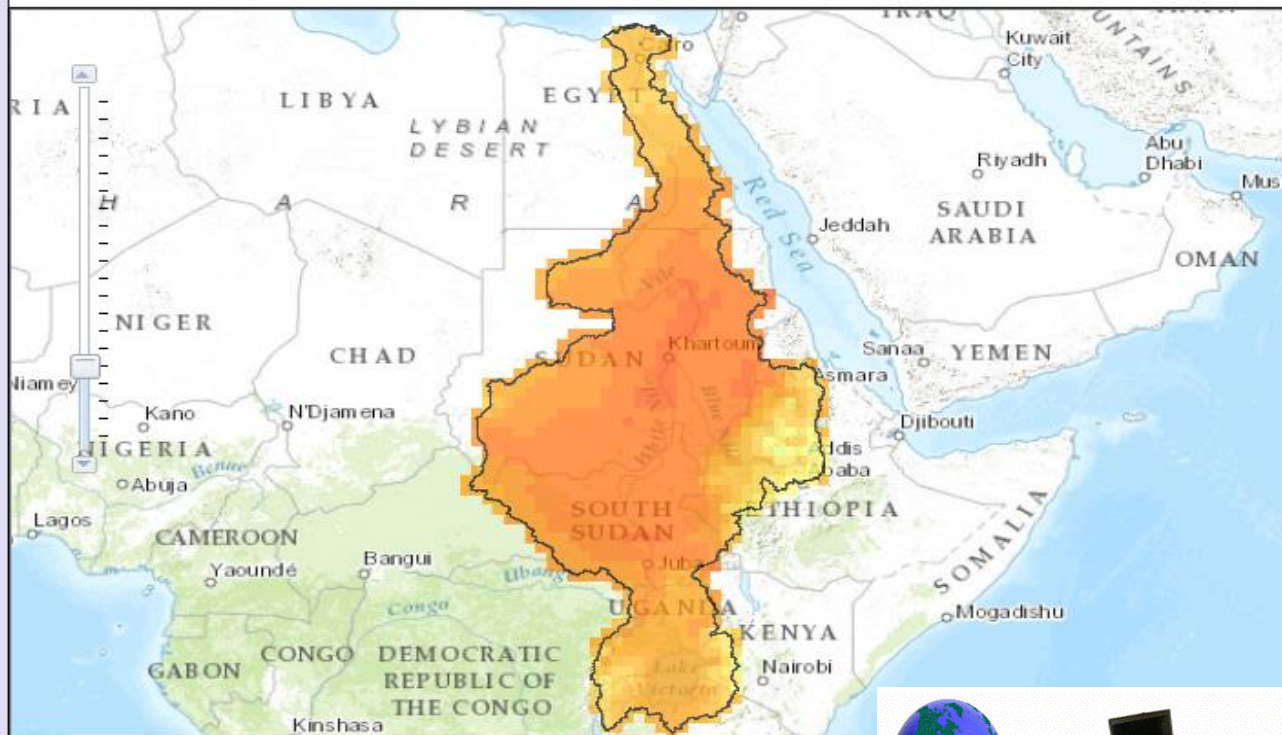 IRAQ
Kuwait
City
Cairo
LIBYA
EGYPT
LYBIAN
DESERT
Abu
Dhabi
Riyadh
Mus
H A R A
Red Sea
SAUDI
ARABIA
Jeddah
OMAN
Nile
NIGER
CHAD
SUDAN
Khartoum
Sanaa
YEMEN
Asmara
Niamey
Kano
N'Djamena
White Nile
Blue Nile
Djibouti
NIGERIA
Benue
Addis
Ababa
Abuja
Lagos
SOUTH
SUDAN
ETHIOPIA
CAMEROON
Bangui
Juba
SOMALIA
Yaoundé
Ubangi
Congo
UGANDA
Mogadishu
KENYA
GABON
CONGO
DEMOCRATIC
REPUBLIC OF
THE CONGO
Lake
Victoria
Nairobi
Kinshasa